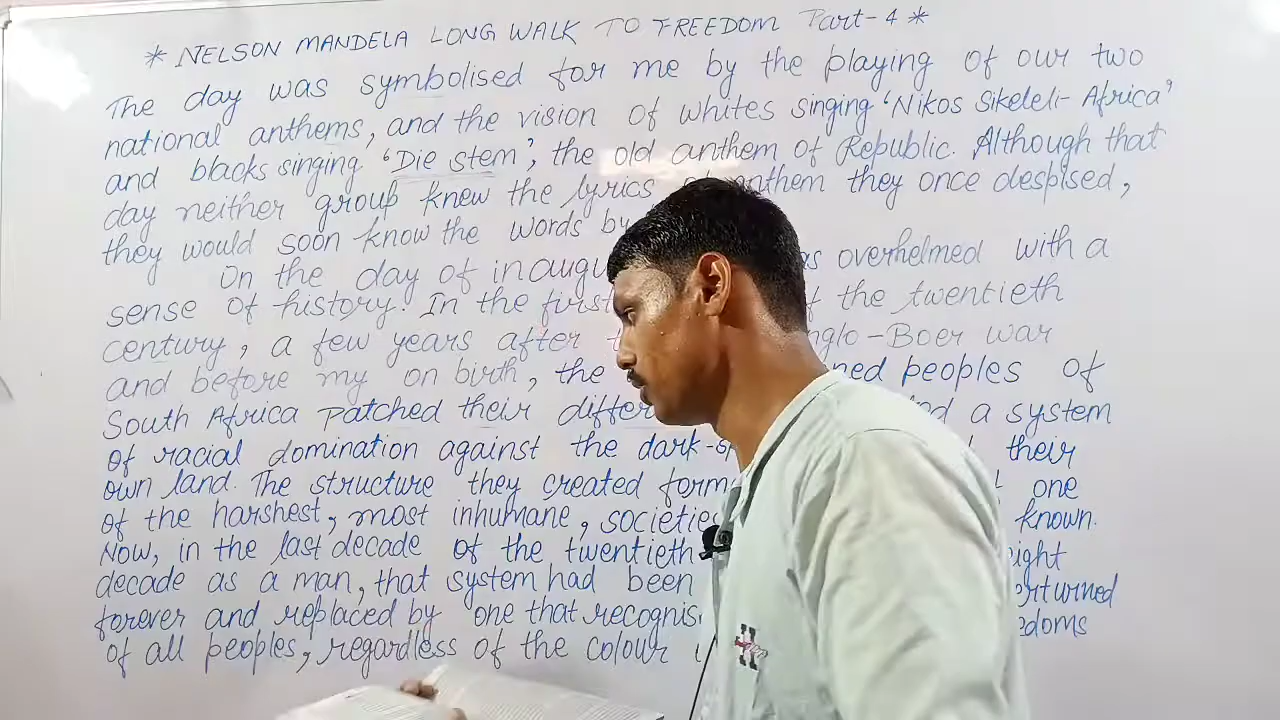 * NELSON MANDELA LONG WALK TO FREEDOM Part-4 *
The day was symbolised for me by the playing of our two
national anthems, and the vision of whites singing 'Nikos Sikeleli-Africa'
and blacks singing 'Die stem', the old anthem of Republic. Although that
day neither group knew the lyrics anthem they once despised,
they would soon know the words by
On the day of inaugu as overhelmed with a
sense of history. In the first of the twentieth
century, a few years after nglo-Boer war
and before my on birth, the ned peoples of
South Africa Patched their differ a system
of racial domination against the dark-s their
own land. The structure they created form one
of the harshest, most inhumane, societies known.
Now, in the last decade of the twentieth eight
decade as a man, that system had been erturned
forever and replaced by one that recognis edoms
of all peoples, regardless of the colour